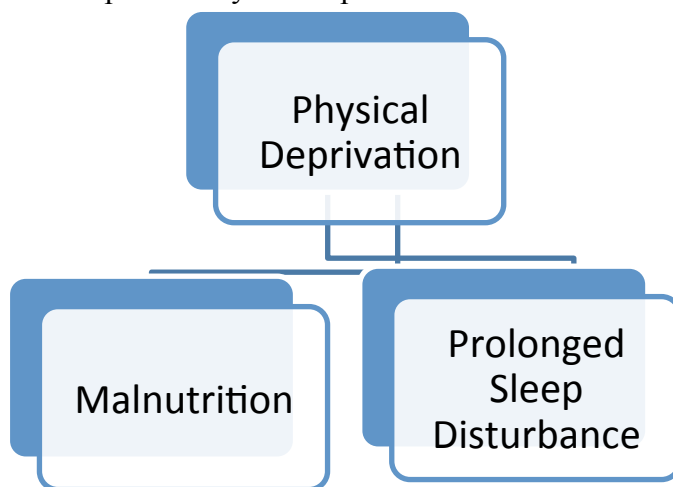 Physical
Deprivation
Malnutrition
Prolonged
Sleep
Disturbance